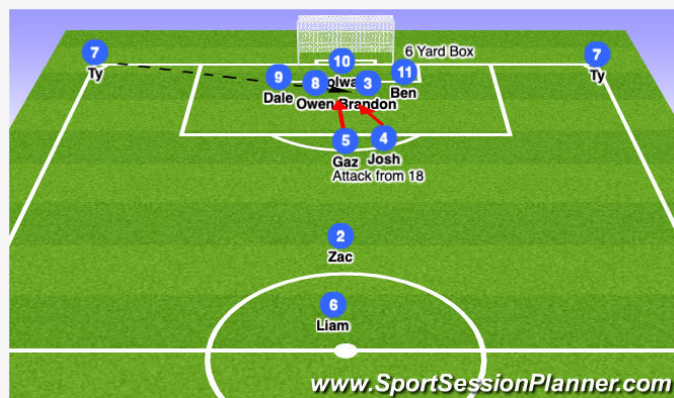 7
Ty
7
Ty
6 Yard Box
10
11
Ben
9
Dale
8
Owen
3
Brandon
5
Gaz
4
Josh
Attack from 18
2
Zac
6
Liam
www.SportSessionPlanner.com